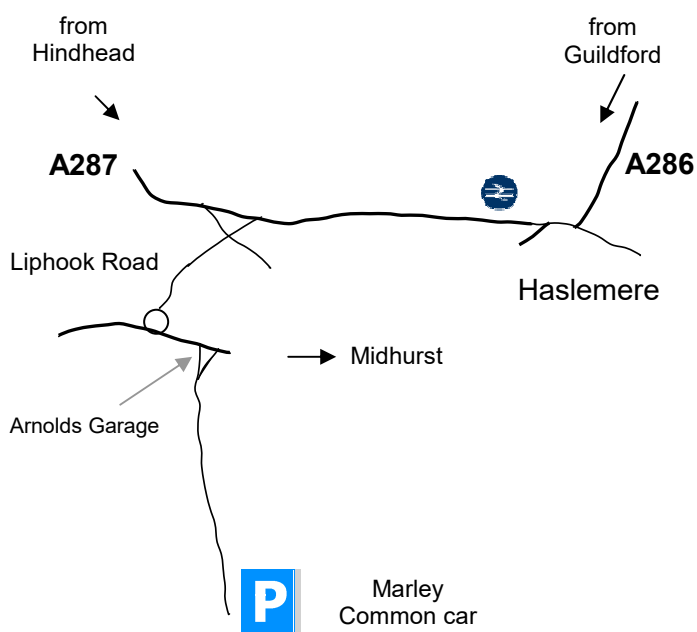 from
Hindhead
from
Guildford
A287
A286
Liphook Road
Haslemere
Midhurst
Arnolds Garage
P
Marley
Common car